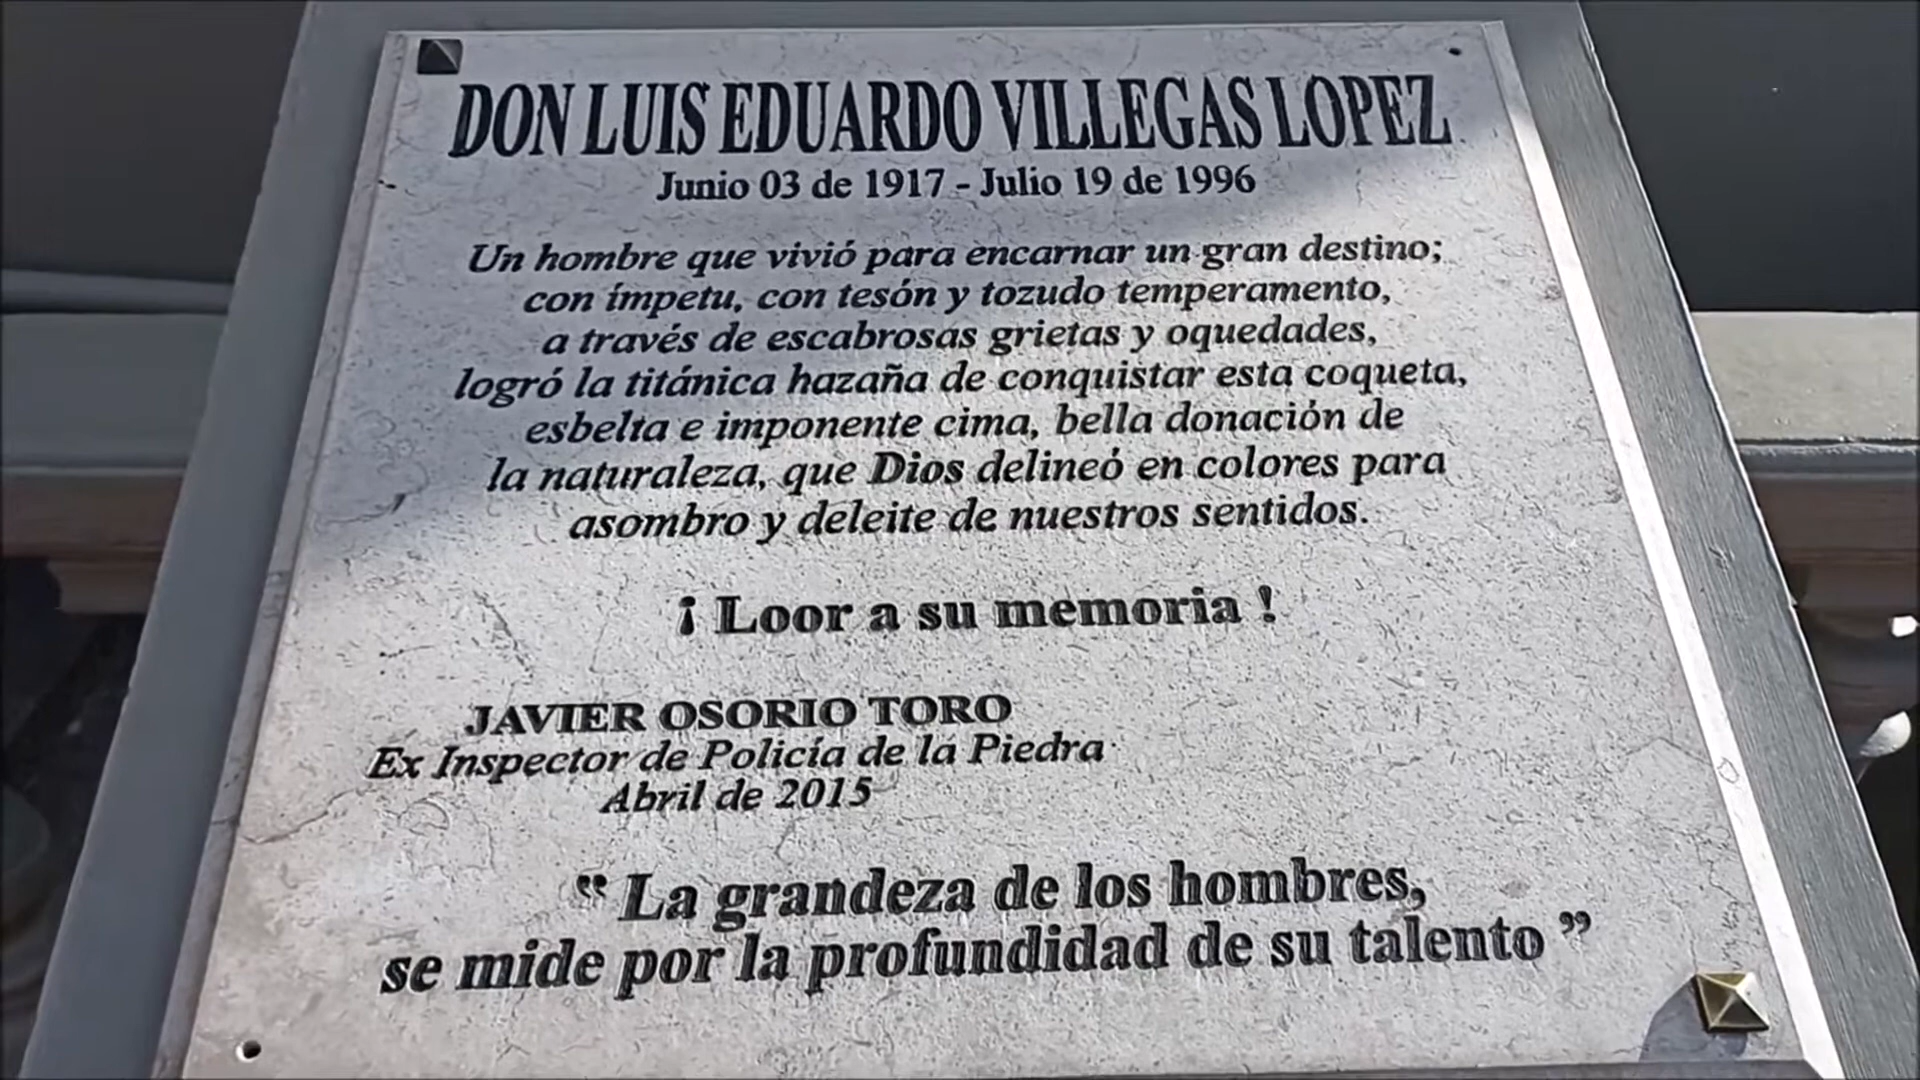 DON LUIS EDUARDO VILLEGAS LOPEZ
Junio 03 de 1917 - Julio 19 de 1996
Un hombre que vivió para encarnar un gran destino;
con ímpetu, con tesón y tozudo temperamento,
a través de escabrosas grietas y oquedades,
logró la titánica hazaña de conquistar esta coqueta,
esbelta e imponente cima, bella donación de
la naturaleza, que Dios delineó en colores para
asombro y deleite de nuestros sentidos.
¡ Loor a su memoria !
JAVIER OSORIO TORO
Ex Inspector de Policía de la Piedra
Abril de 2015
“ La grandeza de los hombres,
se mide por la profundidad de su talento ”